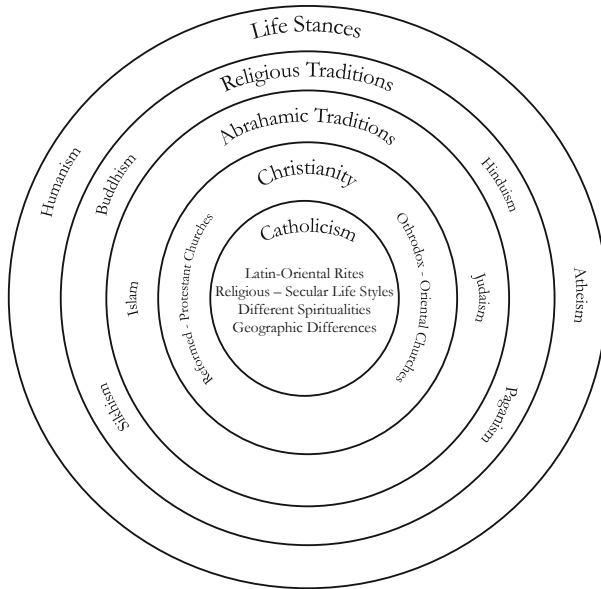 Life Stances
Religious Traditions
Abrahamic Traditions
Christianity
Catholicism
Latin-Oriental Rites
Religious – Secular Life Styles
Different Spiritualities
Geographic Differences
Reformed - Protestant Churches
Othrodox - Oriental Churches
Islam
Judaism
Buddhism
Hinduism
Sikhism
Paganism
Humanism
Atheism